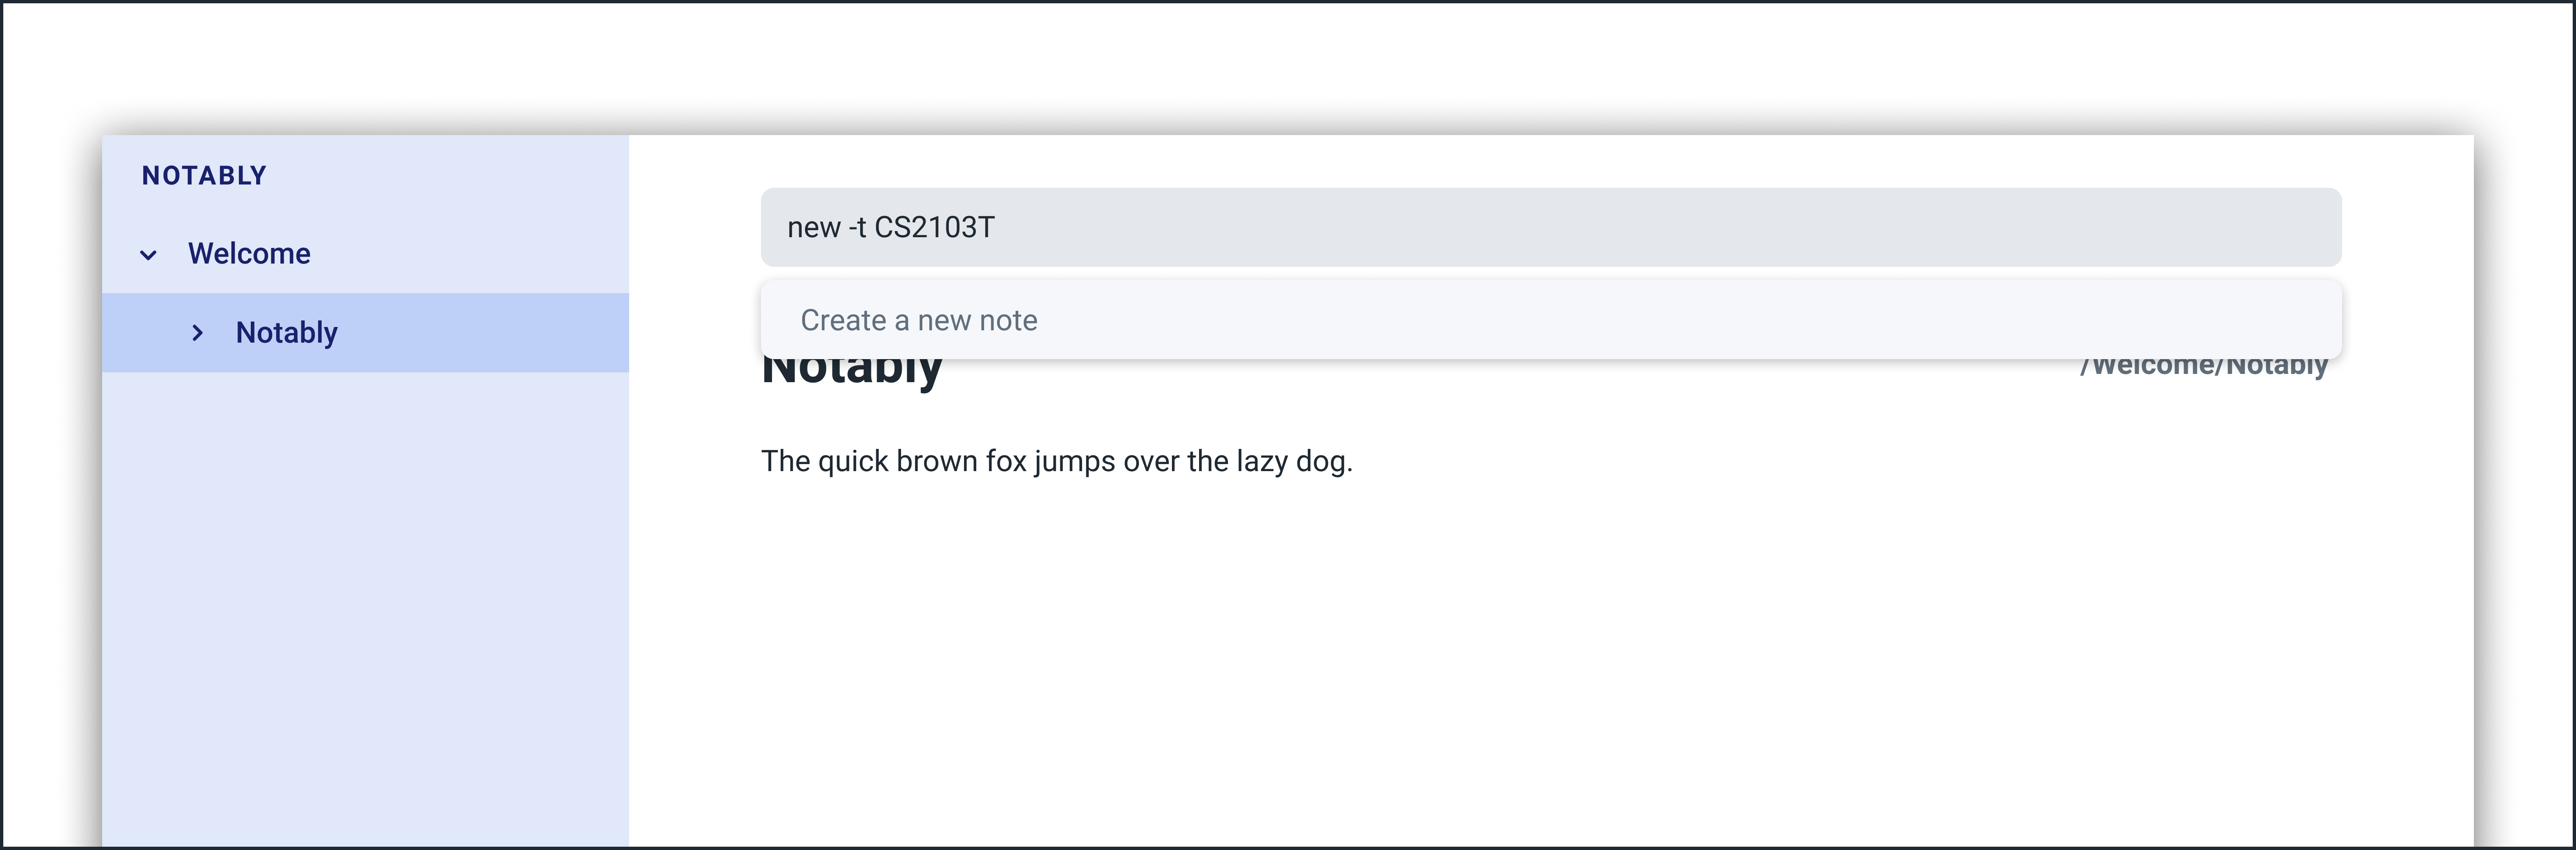 NOTABLY
Welcome
Notably
new -t CS2103T
Create a new note
Notably
/Welcome/Notably
The quick brown fox jumps over the lazy dog.